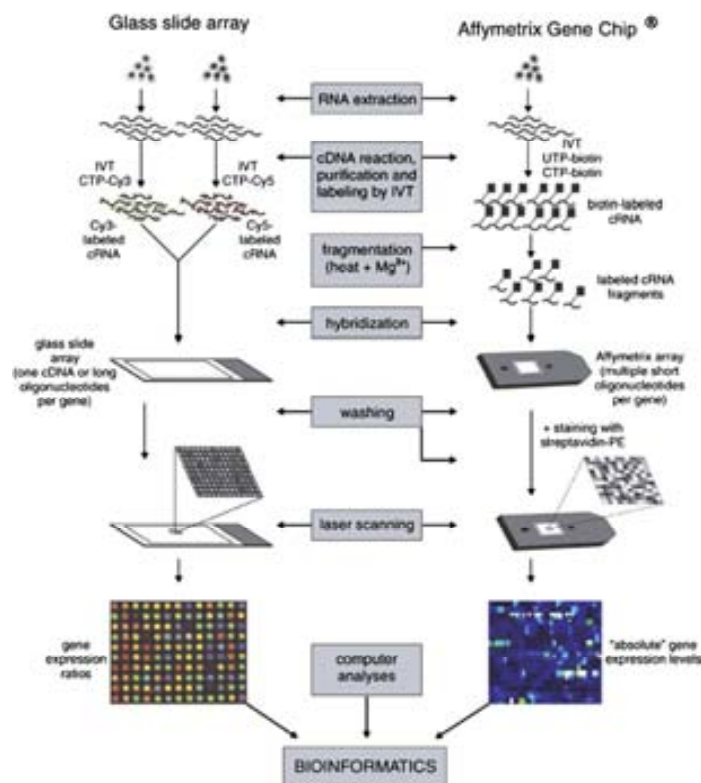 Glass slide array
Affymetrix Gene Chip ®
RNA extraction
IVT
CTP-Cy3
IVT
CTP-Cy5
cDNA reaction,
purification and
labeling by IVT
IVT
UTP-biotin
CTP-biotin
Cy3-
labeled
cRNA
Cy5-
labeled
cRNA
biotin-labeled
cRNA
fragmentation
(heat + Mg²⁺)
labeled cRNA
fragments
hybridization
glass slide
array
(one cDNA or long
oligonucleotides
per gene)
Affymetrix array
(multiple short
oligonucleotides
per gene)
washing
+ staining with
streptavidin-PE
laser scanning
gene
expression
ratios
computer
analyses
"absolute" gene
expression levels
BIOINFORMATICS